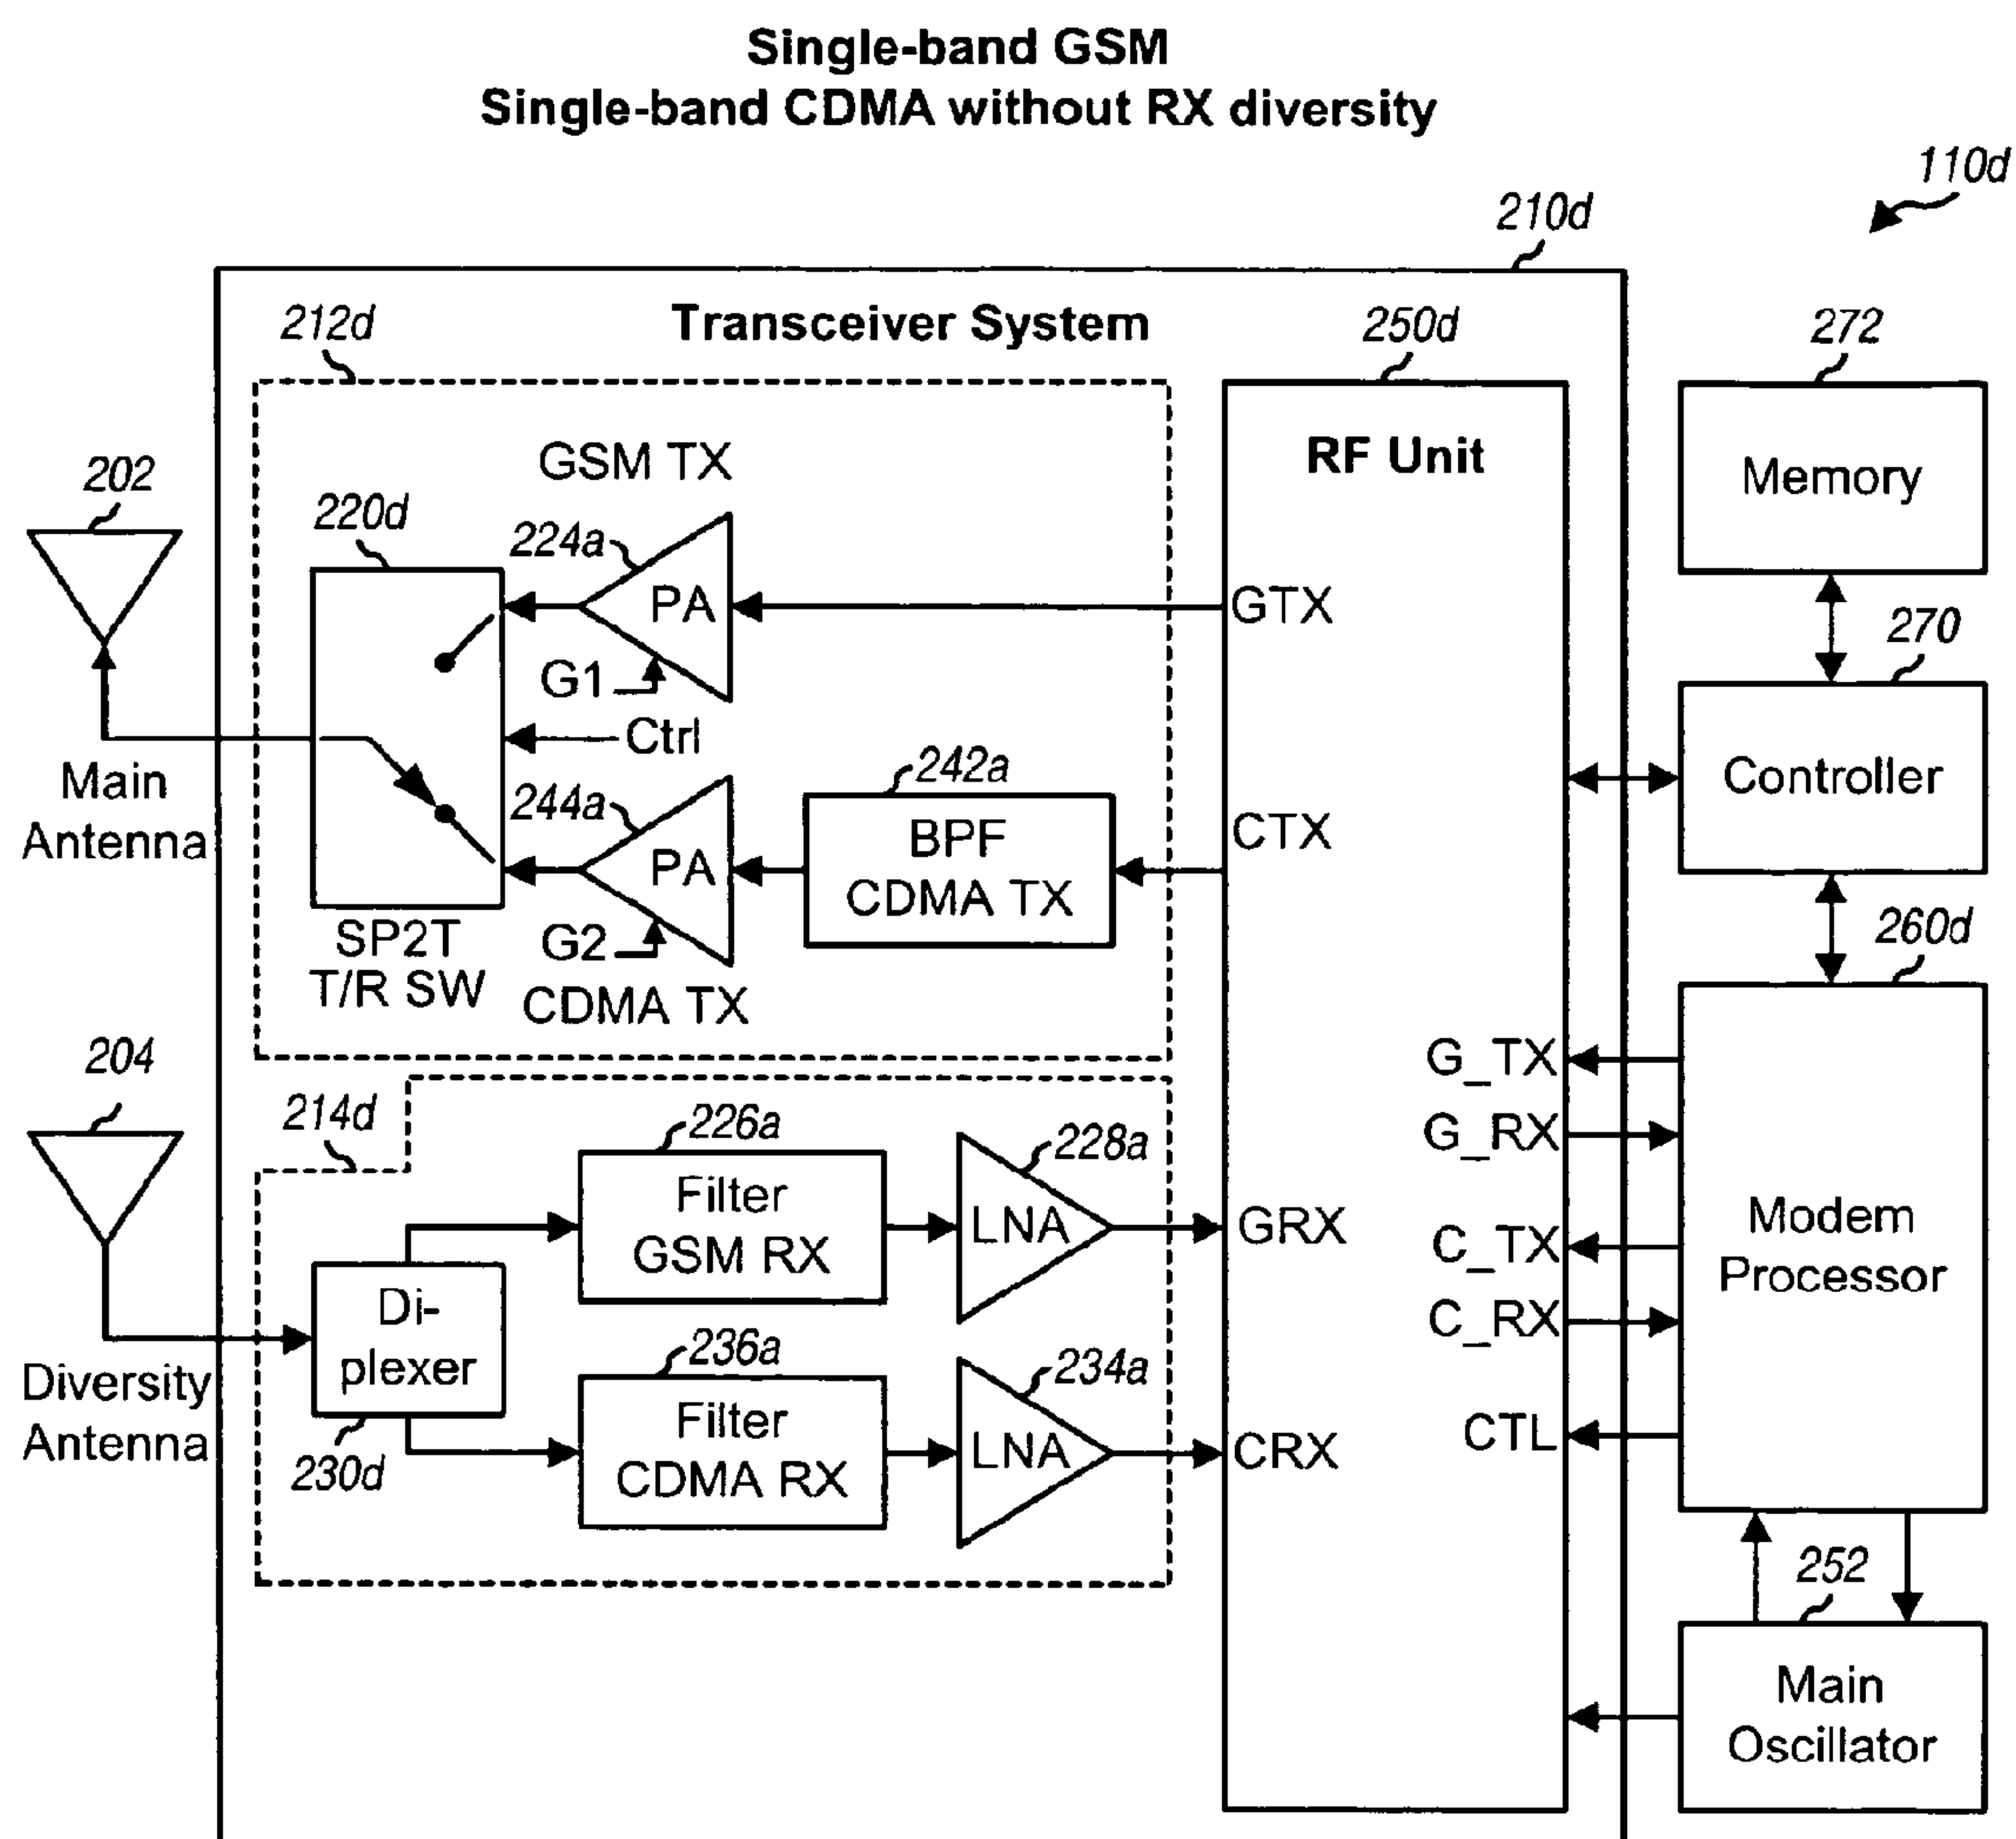 Single-band GSM
Single-band CDMA without RX diversity
110d
210d
Transceiver System
212d
250d
272
RF Unit
Memory
GSM TX
202
220d
224a
PA
GTX
G1
270
Ctrl
Controller
Main
Antenna
242a
244a
PA
BPF
CDMA TX
CTX
G2
SP2T
T/R SW
CDMA TX
260d
204
214d
226a
228a
Filter
GSM RX
LNA
GRX
G_TX
G_RX
C_TX
C_RX
CTL
Modem
Processor
Di-
plexer
230d
236a
234a
Filter
CDMA RX
LNA
CRX
Diversity
Antenna
252
Main
Oscillator